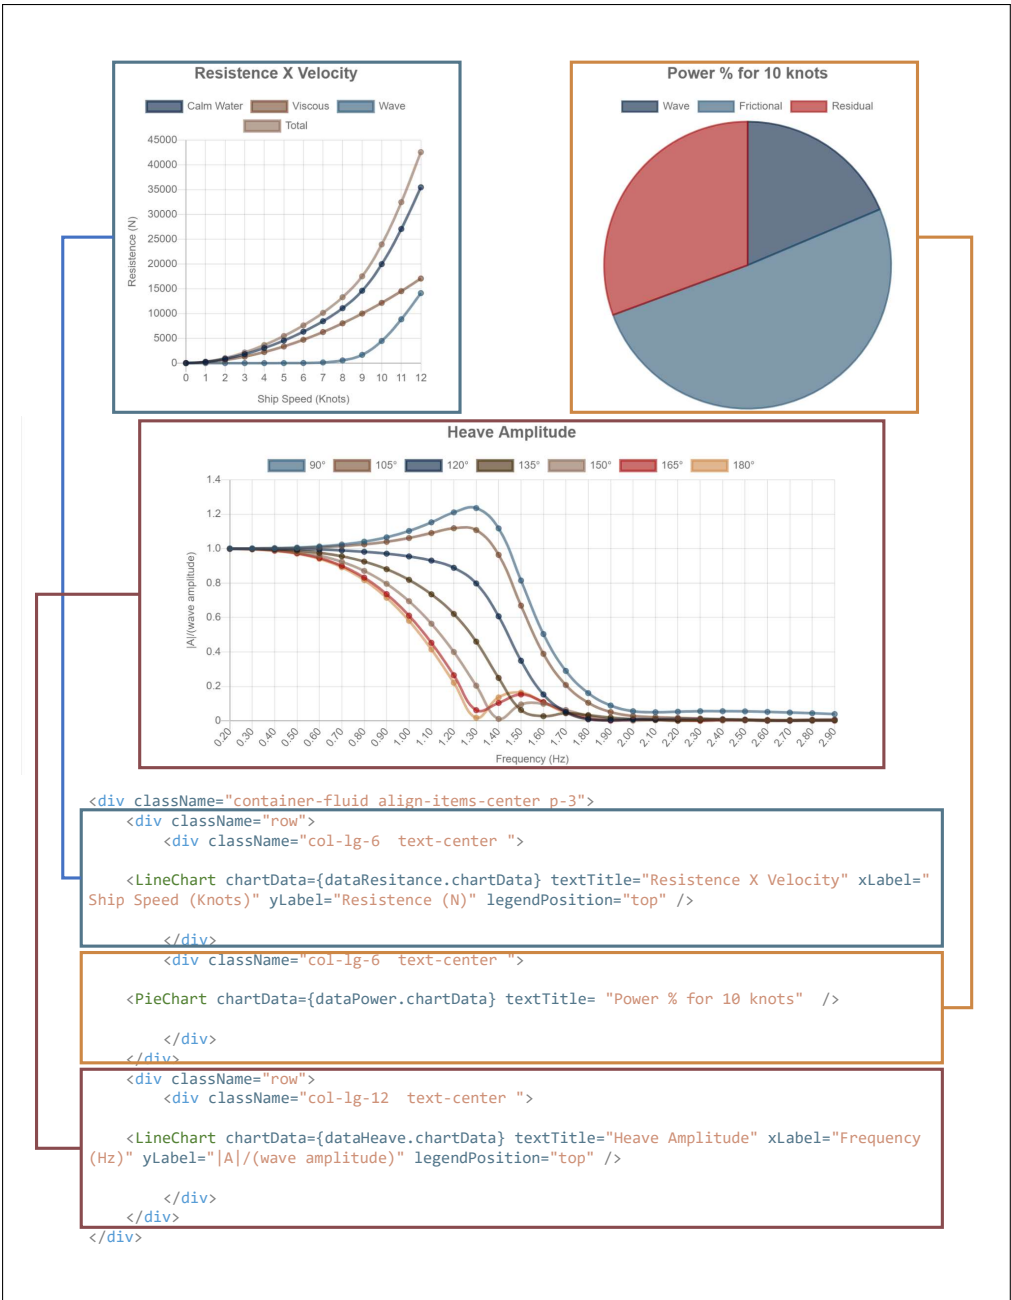 Resistence X Velocity
Calm Water Viscous Wave
Total
45000
40000
35000
30000
25000
20000
15000
10000
5000
0
Resistence (N)
0 1 2 3 4 5 6 7 8 9 10 11 12
Ship Speed (Knots)
Power % for 10 knots
Wave Frictional Residual
Heave Amplitude
90° 105° 120° 135° 150° 165° 180°
1.4
1.2
1.0
0.8
0.6
0.4
0.2
0
|A|/(wave amplitude)
0.20 0.30 0.40 0.50 0.60 0.70 0.80 0.90 1.00 1.10 1.20 1.30 1.40 1.50 1.60 1.70 1.80 1.90 2.00 2.10 2.20 2.30 2.40 2.50 2.60 2.70 2.80 2.90
Frequency (Hz)
<div className="container-fluid align-items-center p-3">
<div className="row">
<div className="col-lg-6  text-center ">
<LineChart chartData={dataResitance.chartData} textTitle="Resistence X Velocity" xLabel="
Ship Speed (Knots)" yLabel="Resistence (N)" legendPosition="top" />
</div>
<div className="col-lg-6  text-center ">
<PieChart chartData={dataPower.chartData} textTitle= "Power % for 10 knots"  />
</div>
</div>
<div className="row">
<div className="col-lg-12  text-center ">
<LineChart chartData={dataHeave.chartData} textTitle="Heave Amplitude" xLabel="Frequency
(Hz)" yLabel="|A|/(wave amplitude)" legendPosition="top" />
</div>
</div>
</div>